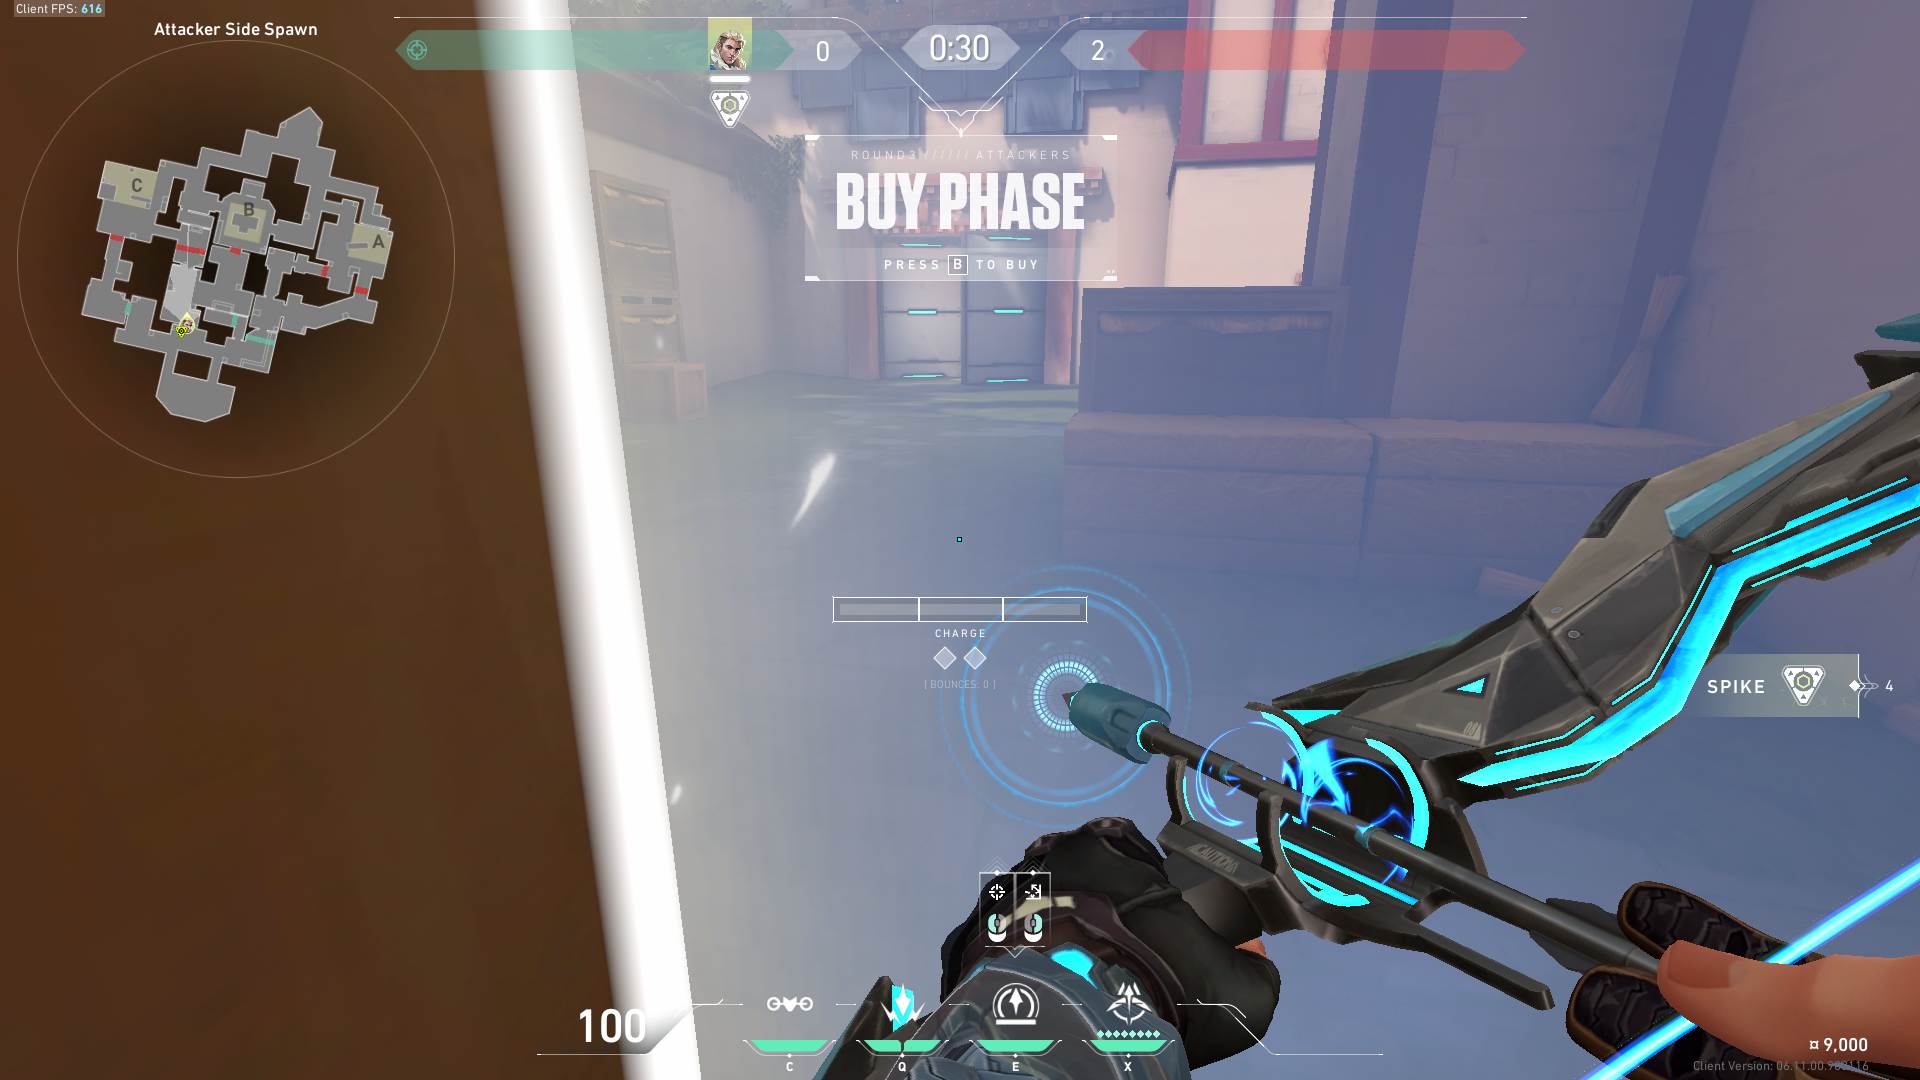 Client FPS: 616
Attacker Side Spawn
0
0:30
2
ROUND 3 ////// ATTACKERS
BUY PHASE
PRESS B TO BUY
C
B
A
CHARGE
[ BOUNCES: 0 ]
SPIKE
4
CAUTION
100
C
Q
E
X
¤ 9,000